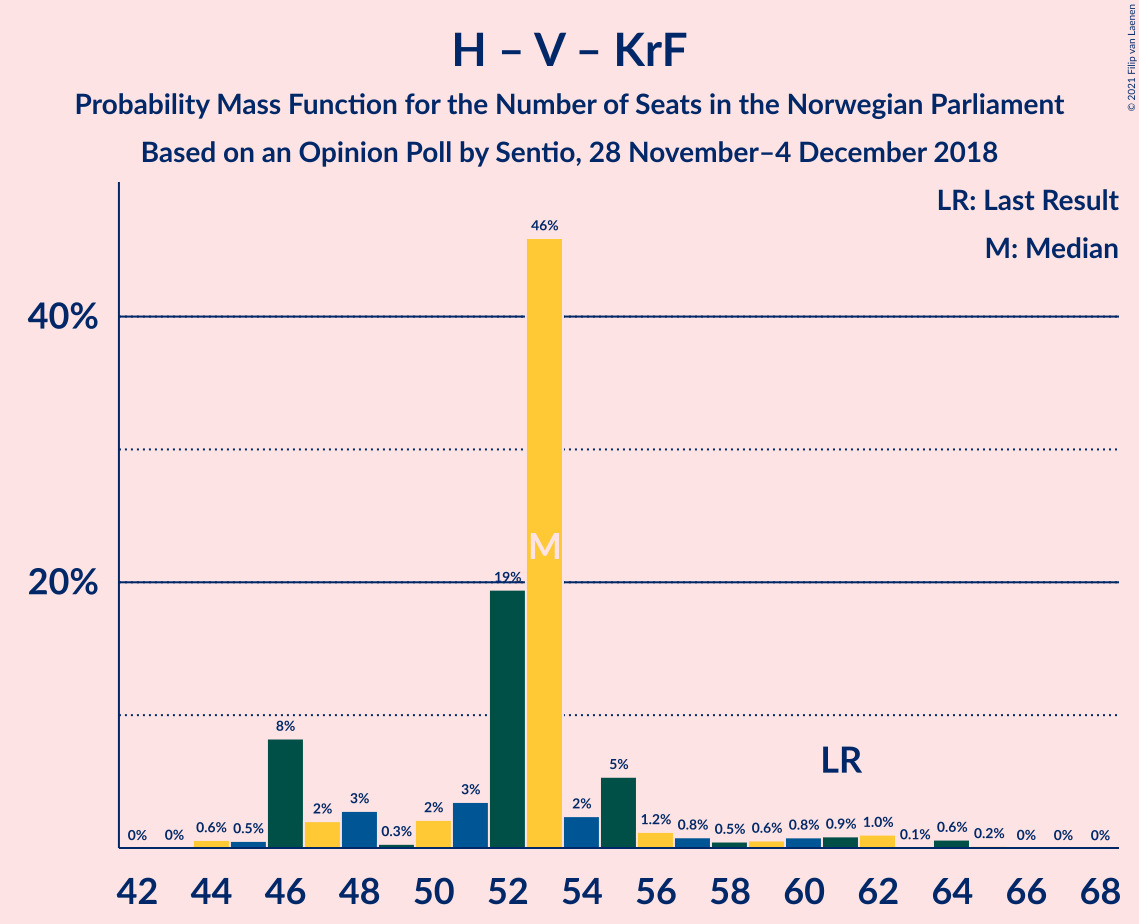 H – V – KrF
Probability Mass Function for the Number of Seats in the Norwegian Parliament
Based on an Opinion Poll by Sentio, 28 November–4 December 2018
© 2021 Filip van Laenen
LR: Last Result
M: Median
40%
20%
0% 0% 0.6% 0.5% 8% 2% 3% 0.3% 2% 3% 19% 46% 2% 5% 1.2% 0.8% 0.5% 0.6% 0.8% 0.9% 1.0% 0.1% 0.6% 0.2% 0% 0% 0%
M
LR
42 44 46 48 50 52 54 56 58 60 62 64 66 68